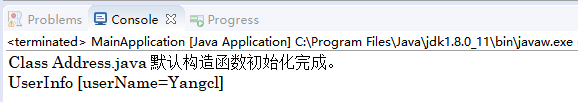 Problems Console Progress
<terminated> MainApplication [Java Application] C:\Program Files\Java\jdk1.8.0_11\bin\javaw.exe
Class Address.java 默认构造函数初始化完成。
UserInfo [userName=Yangcl]